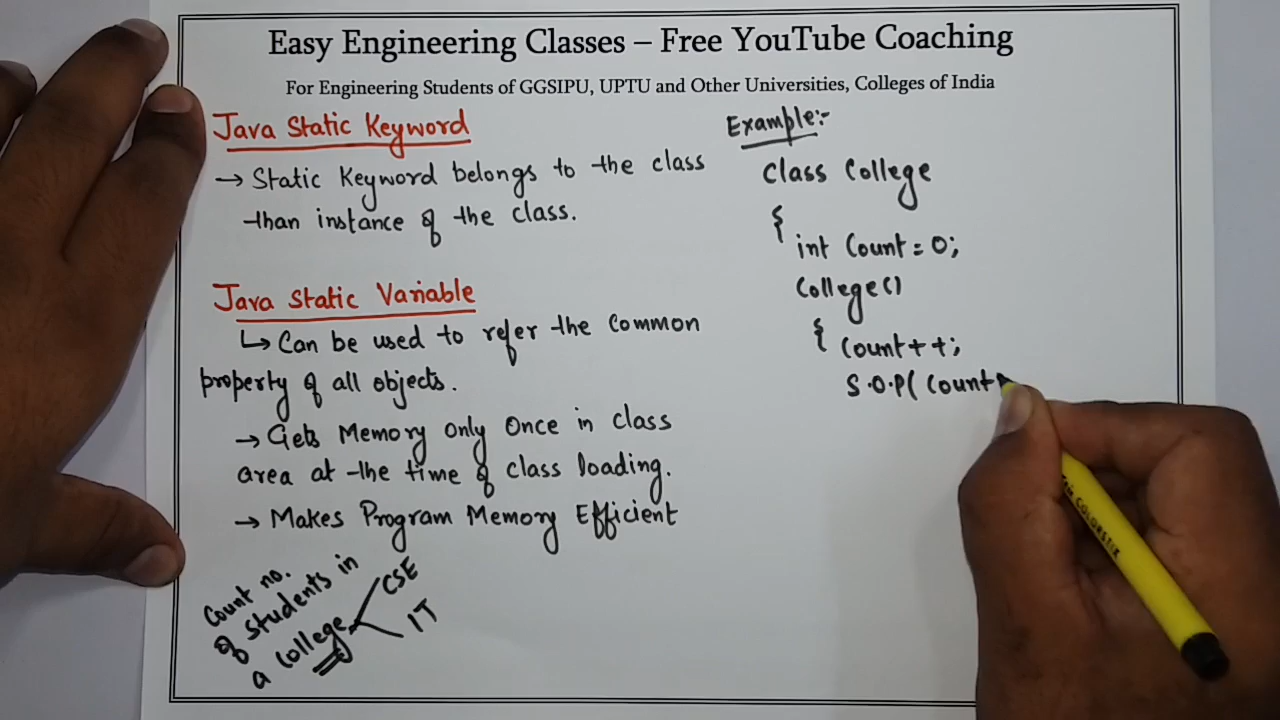 Easy Engineering Classes – Free YouTube Coaching
For Engineering Students of GGSIPU, UPTU and Other Universities, Colleges of India
Java Static Keyword
→ Static Keyword belongs to the class
than instance of the class.
Java Static Variable
↳ Can be used to refer the Common
property of all objects.
→ Gets Memory Only Once in class
area at the time of class loading.
→ Makes Program Memory Efficient
Count no.
of students in
a College
CSE
IT
Example:-
Class College
{
int Count = 0;
College()
{ Count++;
S.O.P( Count